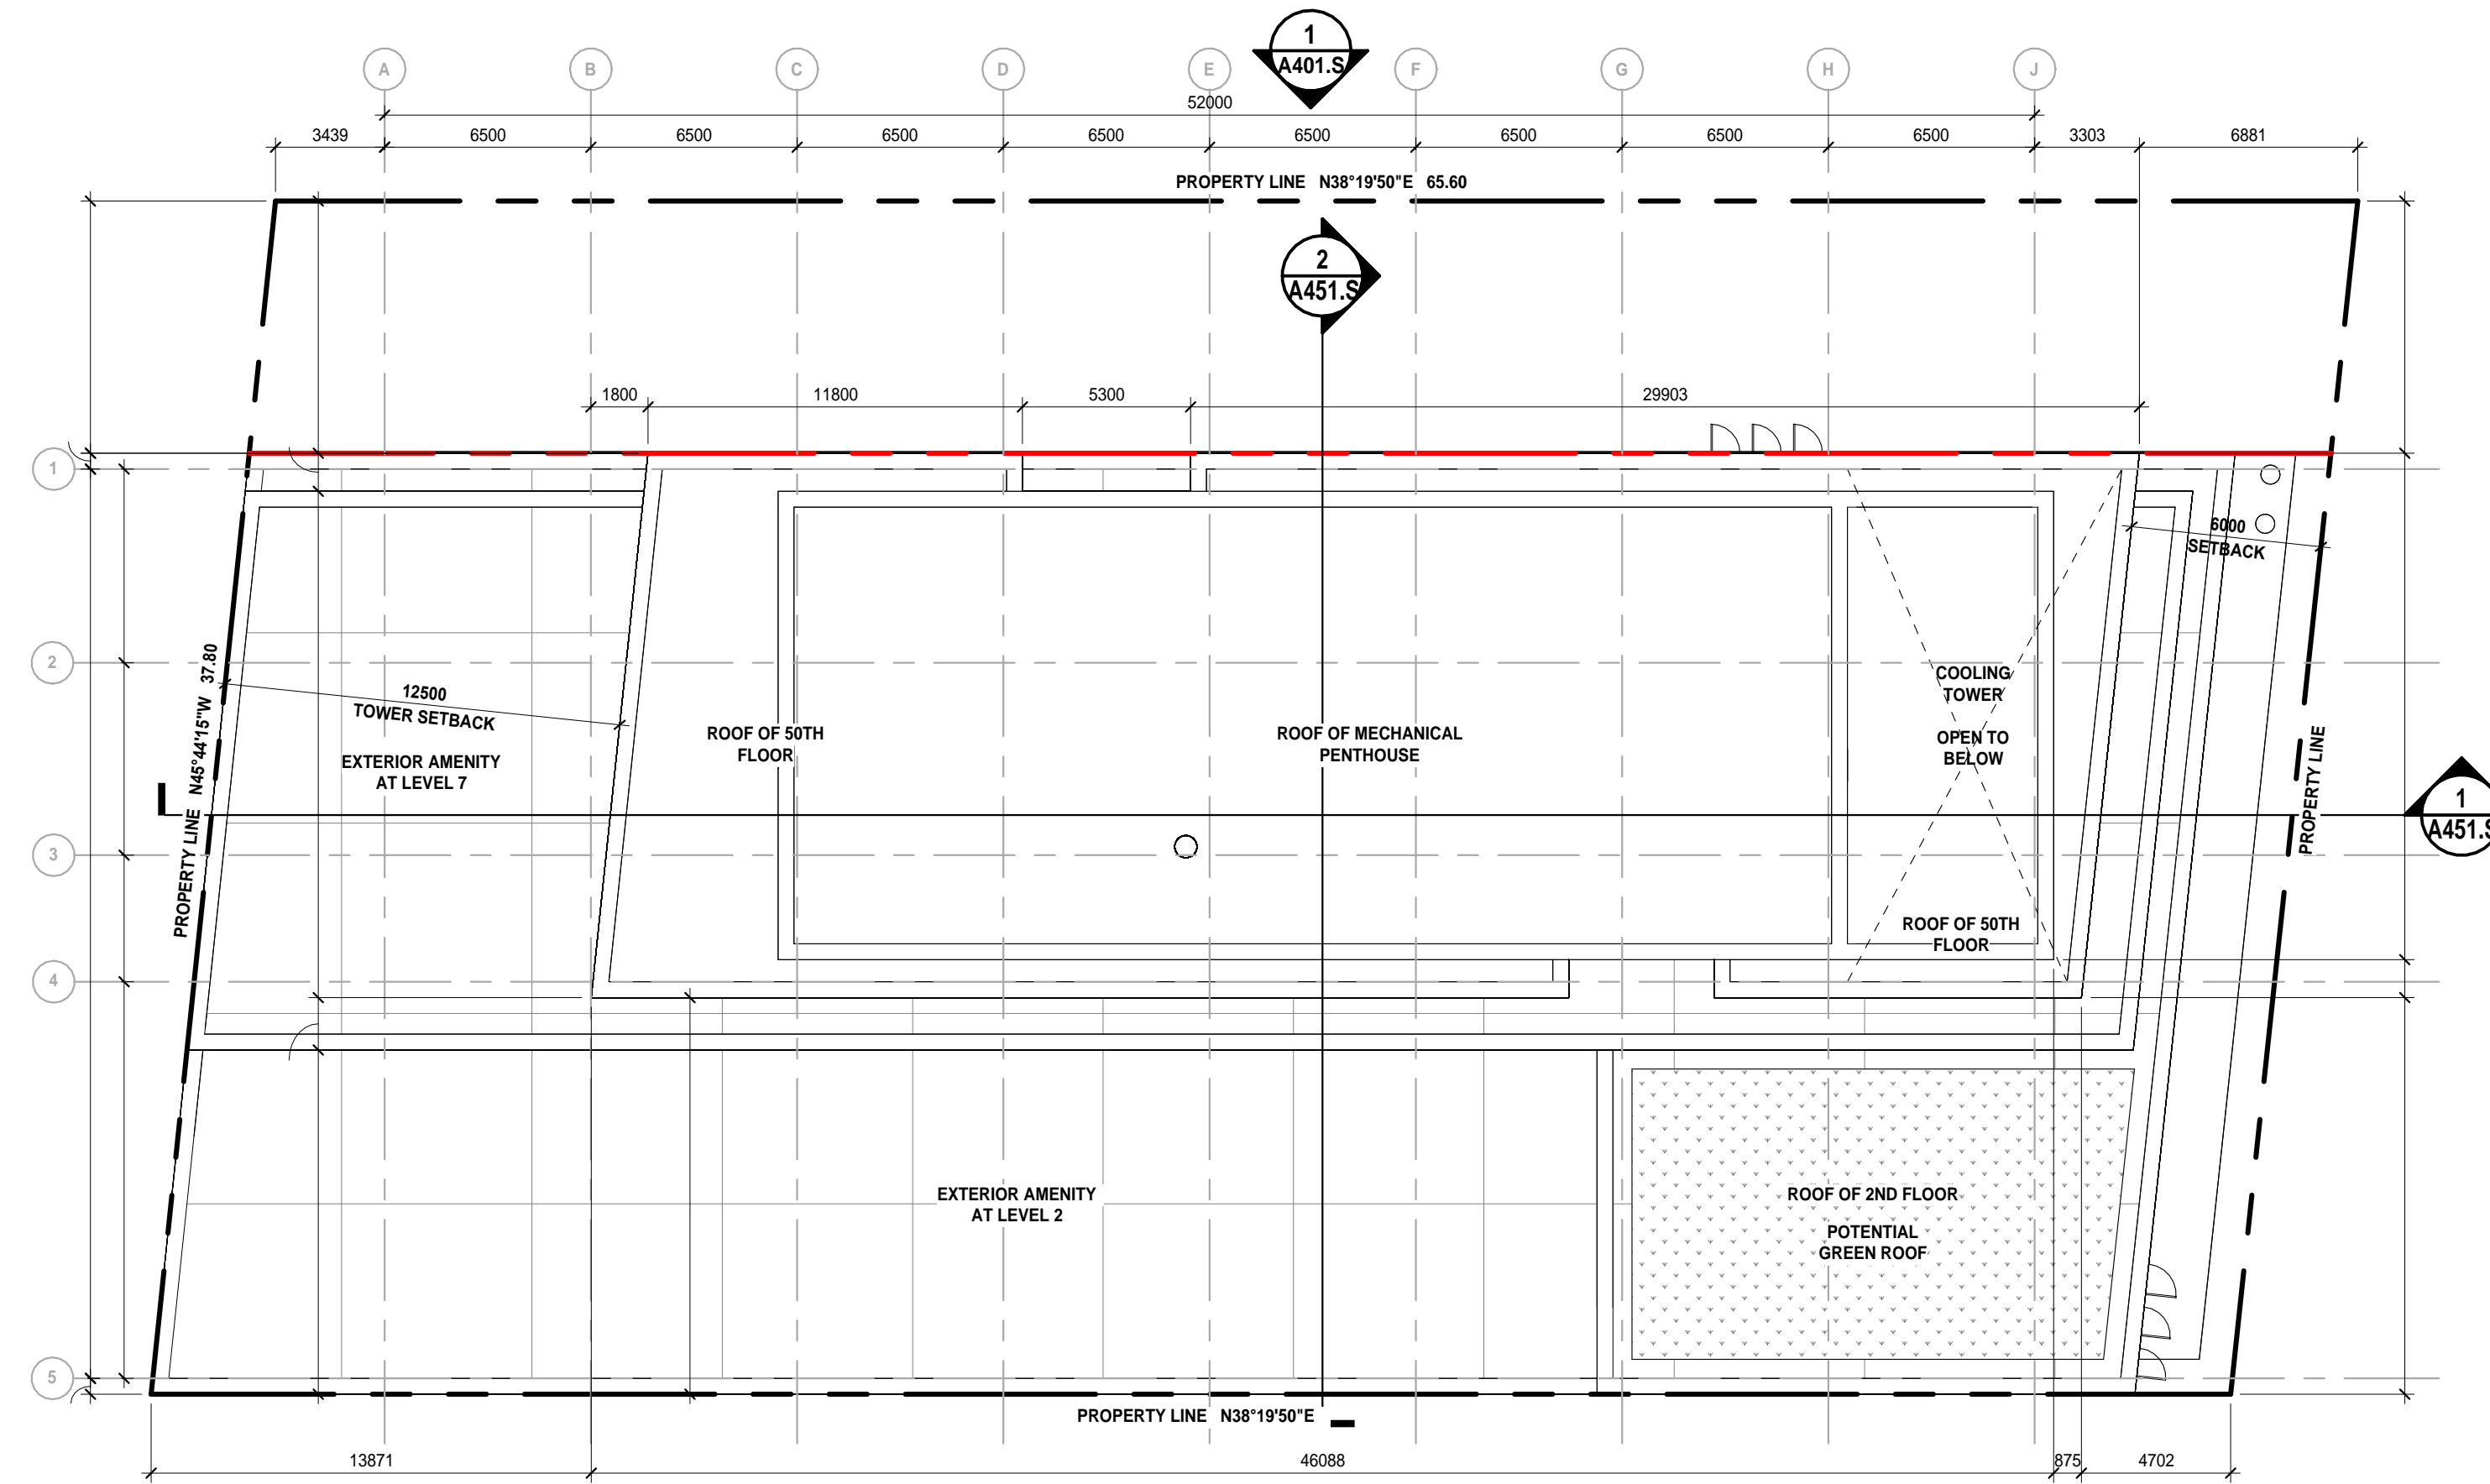 1
A401.S
A B C D E F G H J
52000
3439 6500 6500 6500 6500 6500 6500 6500 6500 3303 6881
PROPERTY LINE N38°19'50"E 65.60
2
A451.S
1800 11800 5300 29903
1
6000
SETBACK
2
PROPERTY LINE N45°44'15"W 37.80
12500
TOWER SETBACK
COOLING
TOWER
OPEN TO
BELOW
ROOF OF 50TH
FLOOR
ROOF OF MECHANICAL
PENTHOUSE
EXTERIOR AMENITY
AT LEVEL 7
PROPERTY LINE
1
A451.S
3
ROOF OF 50TH
FLOOR
4
EXTERIOR AMENITY
AT LEVEL 2
ROOF OF 2ND FLOOR
POTENTIAL
GREEN ROOF
5
PROPERTY LINE N38°19'50"E
13871 46088 875 4702